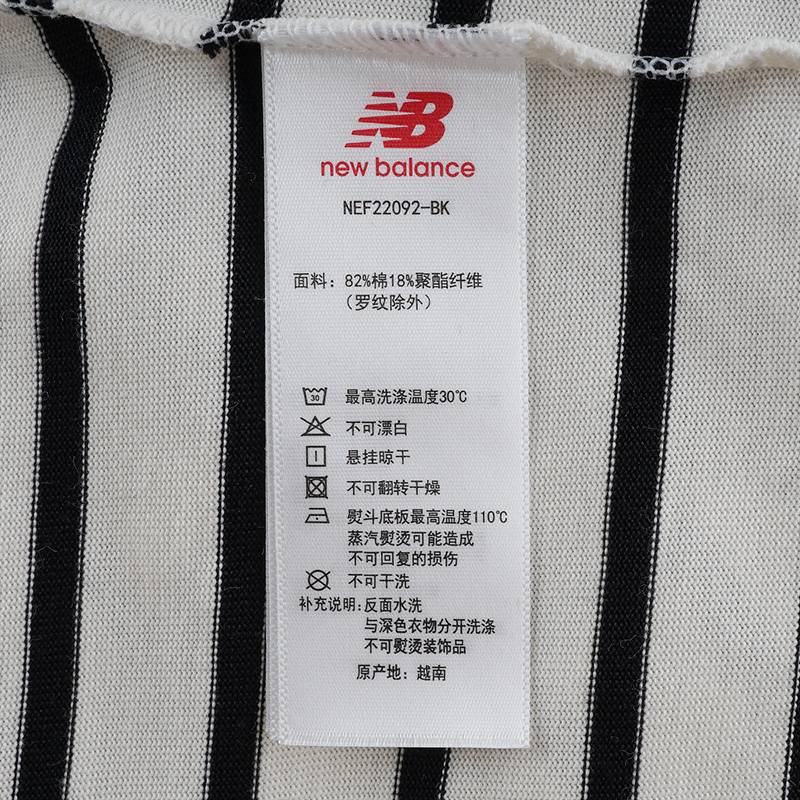 NB
new balance
NEF22092-BK
面料：82%棉18%聚酯纤维
（罗纹除外）
30 最高洗涤温度30℃
不可漂白
悬挂晾干
不可翻转干燥
熨斗底板最高温度110℃
蒸汽熨烫可能造成
不可回复的损伤
不可干洗
补充说明：反面水洗
与深色衣物分开洗涤
不可熨烫装饰品
原产地：越南